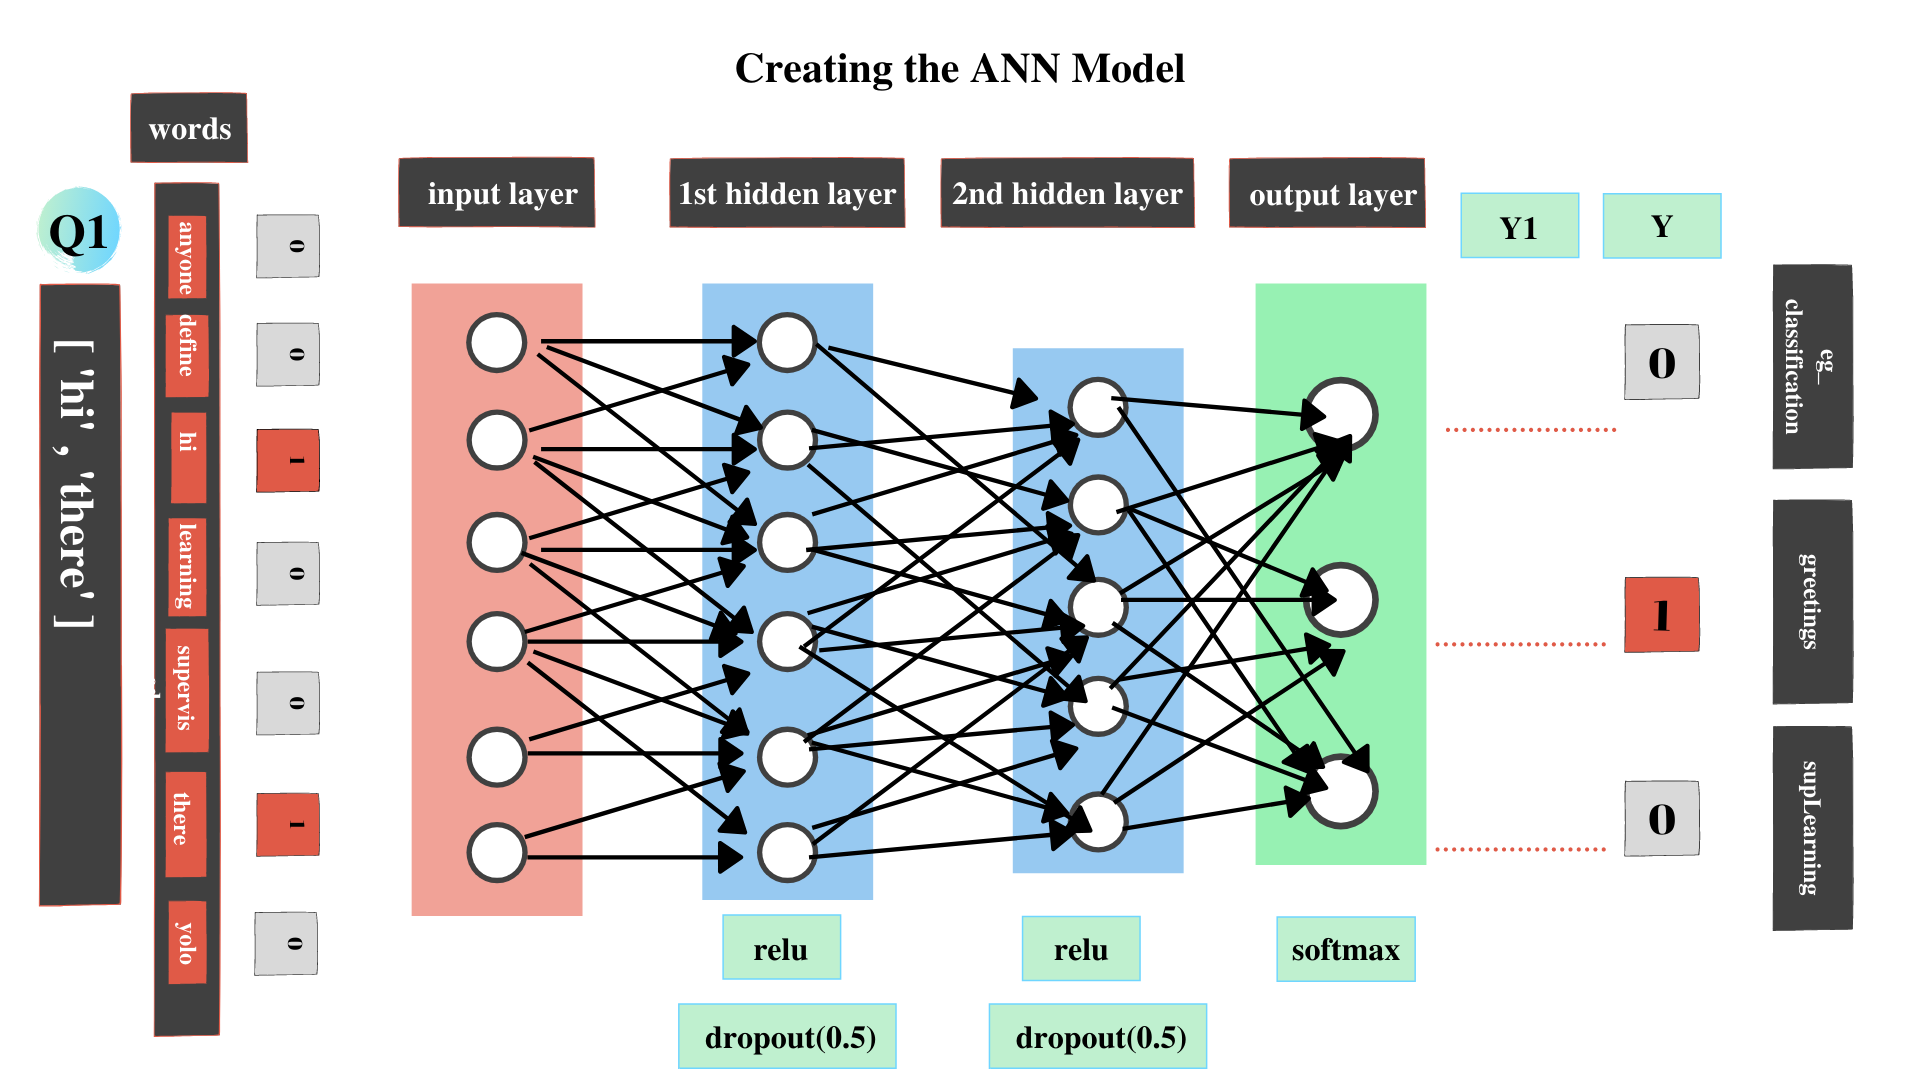 Creating the ANN Model
words
Q1
[ 'hi' , 'there' ]
anyone
define
hi
learning
supervis
there
yolo
0
0
1
0
0
1
0
input layer
1st hidden layer
2nd hidden layer
output layer
Y1
Y
relu
dropout(0.5)
relu
dropout(0.5)
softmax
0
1
0
eg_
classification
greetings
supLearning